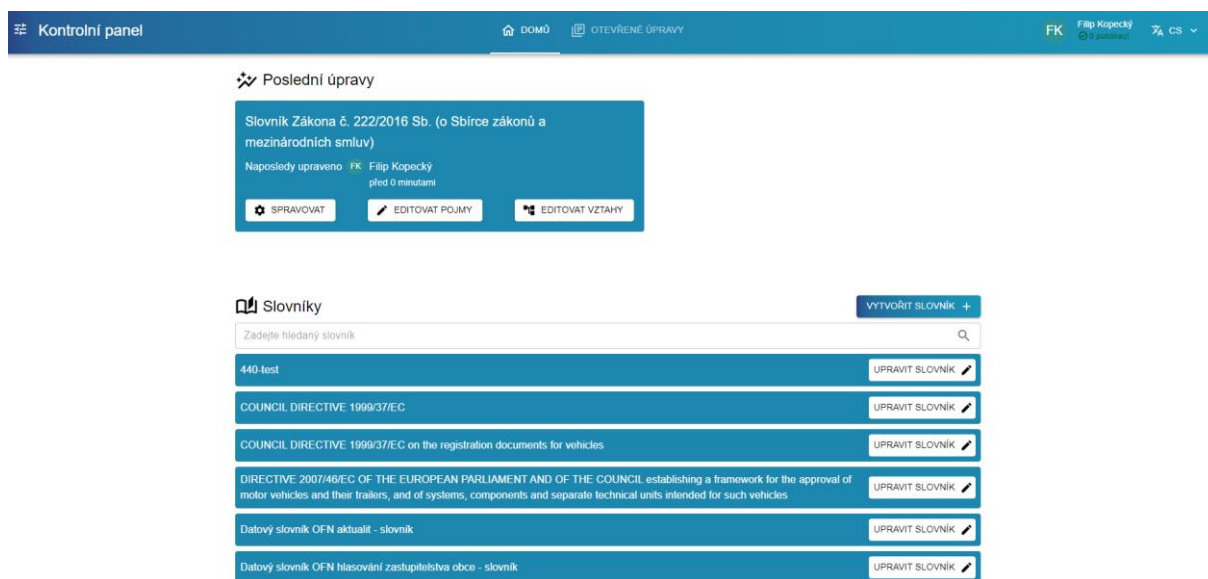 Kontrolní panel
DOMŮ
OTEVŘENÉ ÚPRAVY
FK
Filip Kopecký
0 publikací
CS
Poslední úpravy
Slovník Zákona č. 222/2016 Sb. (o Sbírce zákonů a
mezinárodních smluv)
Naposledy upraveno FK Filip Kopecký
před 0 minutami
SPRAVOVAT
EDITOVAT POJMY
EDITOVAT VZTAHY
Slovníky
VYTVOŘIT SLOVNÍK +
Zadejte hledaný slovník
440-test
UPRAVIT SLOVNÍK
COUNCIL DIRECTIVE 1999/37/EC
UPRAVIT SLOVNÍK
COUNCIL DIRECTIVE 1999/37/EC on the registration documents for vehicles
UPRAVIT SLOVNÍK
DIRECTIVE 2007/46/EC OF THE EUROPEAN PARLIAMENT AND OF THE COUNCIL establishing a framework for the approval of
motor vehicles and their trailers, and of systems, components and separate technical units intended for such vehicles
UPRAVIT SLOVNÍK
Datový slovník OFN aktualit - slovník
UPRAVIT SLOVNÍK
Datový slovník OFN hlasování zastupitelstva obce - slovník
UPRAVIT SLOVNÍK